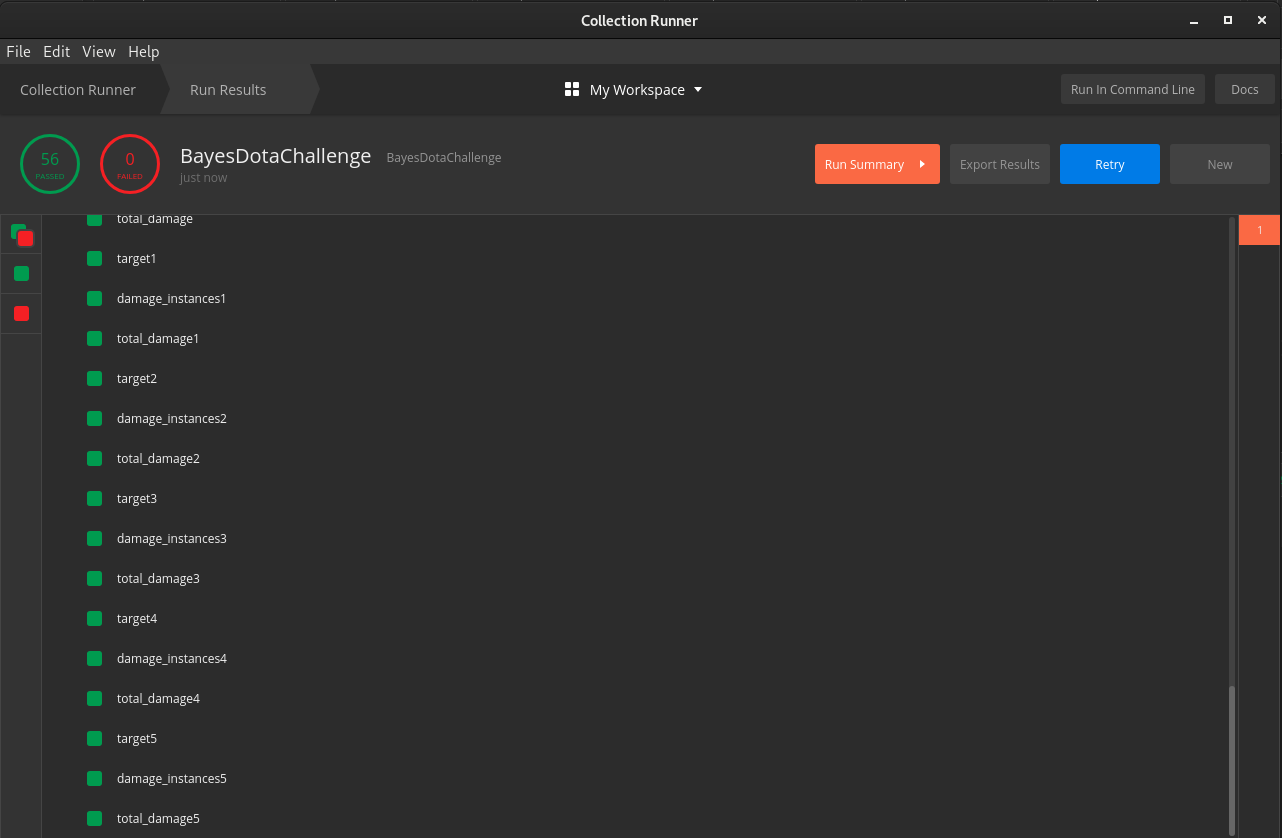 Collection Runner
File Edit View Help
Collection Runner Run Results My Workspace Run In Command Line Docs
56 PASSED
0 FAILED
BayesDotaChallenge BayesDotaChallenge
just now
Run Summary Export Results Retry New
1
total_damage
target1
damage_instances1
total_damage1
target2
damage_instances2
total_damage2
target3
damage_instances3
total_damage3
target4
damage_instances4
total_damage4
target5
damage_instances5
total_damage5